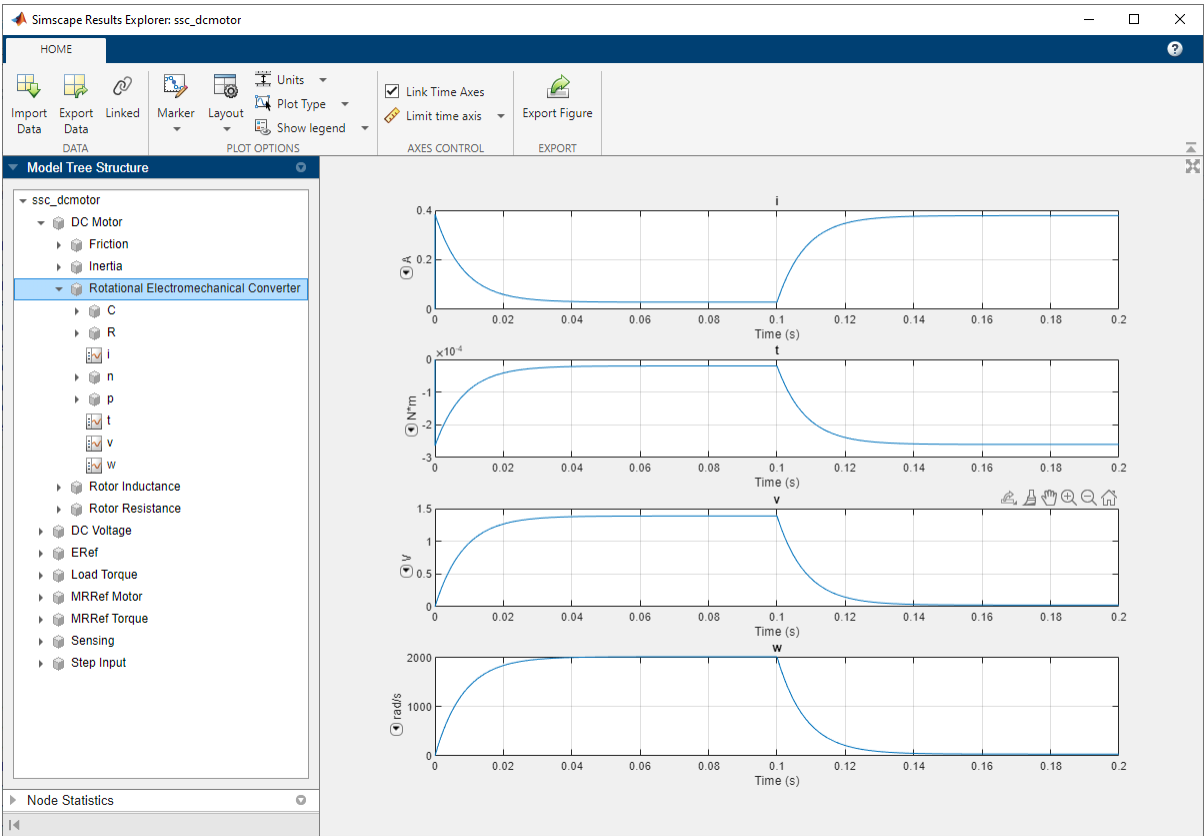 Simscape Results Explorer: ssc_dcmotor
HOME
?
Import Data
Export Data
Linked
DATA
Marker
Layout
Units
Plot Type
Show legend
PLOT OPTIONS
Link Time Axes
Limit time axis
AXES CONTROL
Export Figure
EXPORT
Model Tree Structure
ssc_dcmotor
DC Motor
Friction
Inertia
Rotational Electromechanical Converter
C
R
i
n
p
t
v
w
Rotor Inductance
Rotor Resistance
DC Voltage
ERef
Load Torque
MRRef Motor
MRRef Torque
Sensing
Step Input
Node Statistics
i
0.4
0.2
0
A
0 0.02 0.04 0.06 0.08 0.1 0.12 0.14 0.16 0.18 0.2
Time (s)
t
×10-4
0
-1
-2
-3
N*m
0 0.02 0.04 0.06 0.08 0.1 0.12 0.14 0.16 0.18 0.2
Time (s)
v
1.5
1
0.5
0
V
0 0.02 0.04 0.06 0.08 0.1 0.12 0.14 0.16 0.18 0.2
Time (s)
w
2000
1000
0
rad/s
0 0.02 0.04 0.06 0.08 0.1 0.12 0.14 0.16 0.18 0.2
Time (s)